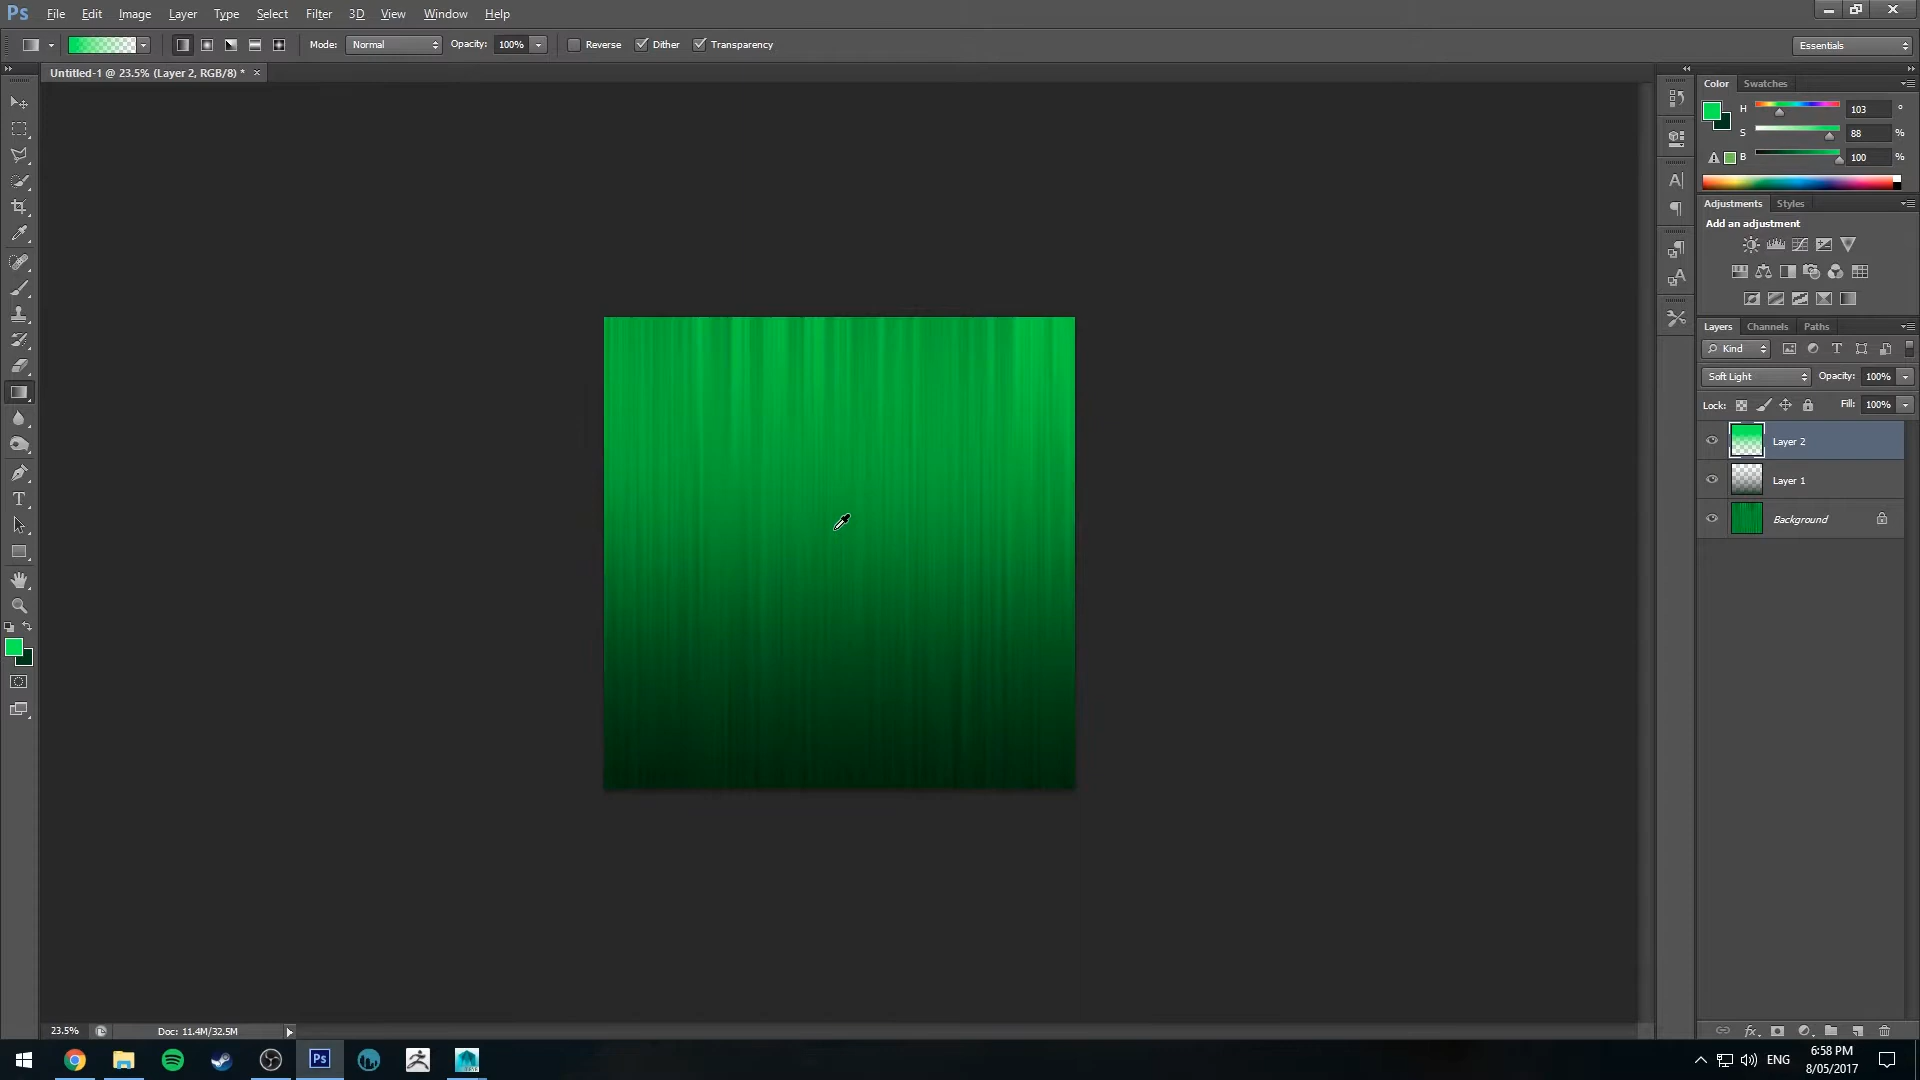 Ps File Edit Image Layer Type Select Filter 3D View Window Help
Mode: Normal Opacity: 100% Reverse Dither Transparency Essentials
Untitled-1 @ 23.5% (Layer 2, RGB/8) * ×
Color Swatches
H 103 °
S 88 %
B 100 %
Adjustments Styles
Add an adjustment
Layers Channels Paths
Kind
Soft Light Opacity: 100%
Lock: Fill: 100%
Layer 2
Layer 1
Background
23.5% Doc: 11.4M/32.5M
fx
Ps ENG 6:58 PM
8/05/2017